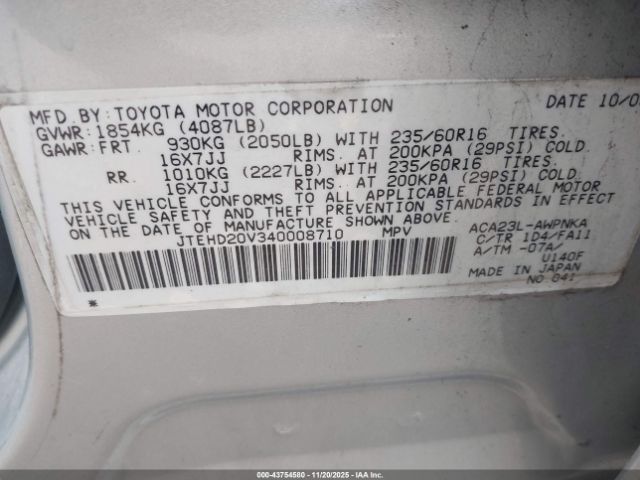 MFD.BY:TOYOTA MOTOR CORPORATION DATE 10/0
GVWR:1854KG (4087LB)
GAWR:FRT. 930KG (2050LB) WITH 235/60R16 TIRES.
16X7JJ RIMS. AT 200KPA (29PSI) COLD.
RR. 1010KG (2227LB) WITH 235/60R16 TIRES.
16X7JJ RIMS. AT 200KPA (29PSI) COLD.
THIS VEHICLE CONFORMS TO ALL APPLICABLE FEDERAL MOTOR
VEHICLE SAFETY AND THEFT PREVENTION STANDARDS IN EFFECT
ON THE DATE OF MANUFACTURE SHOWN ABOVE.
JTEHD20V340008710 MPV
ACA23L-AWPNKA
C/TR 1D4/FA11
A/TM -07A/
U140F
MADE IN JAPAN
NO 841
000-43754580 - 11/20/2025 - IAAI.COM